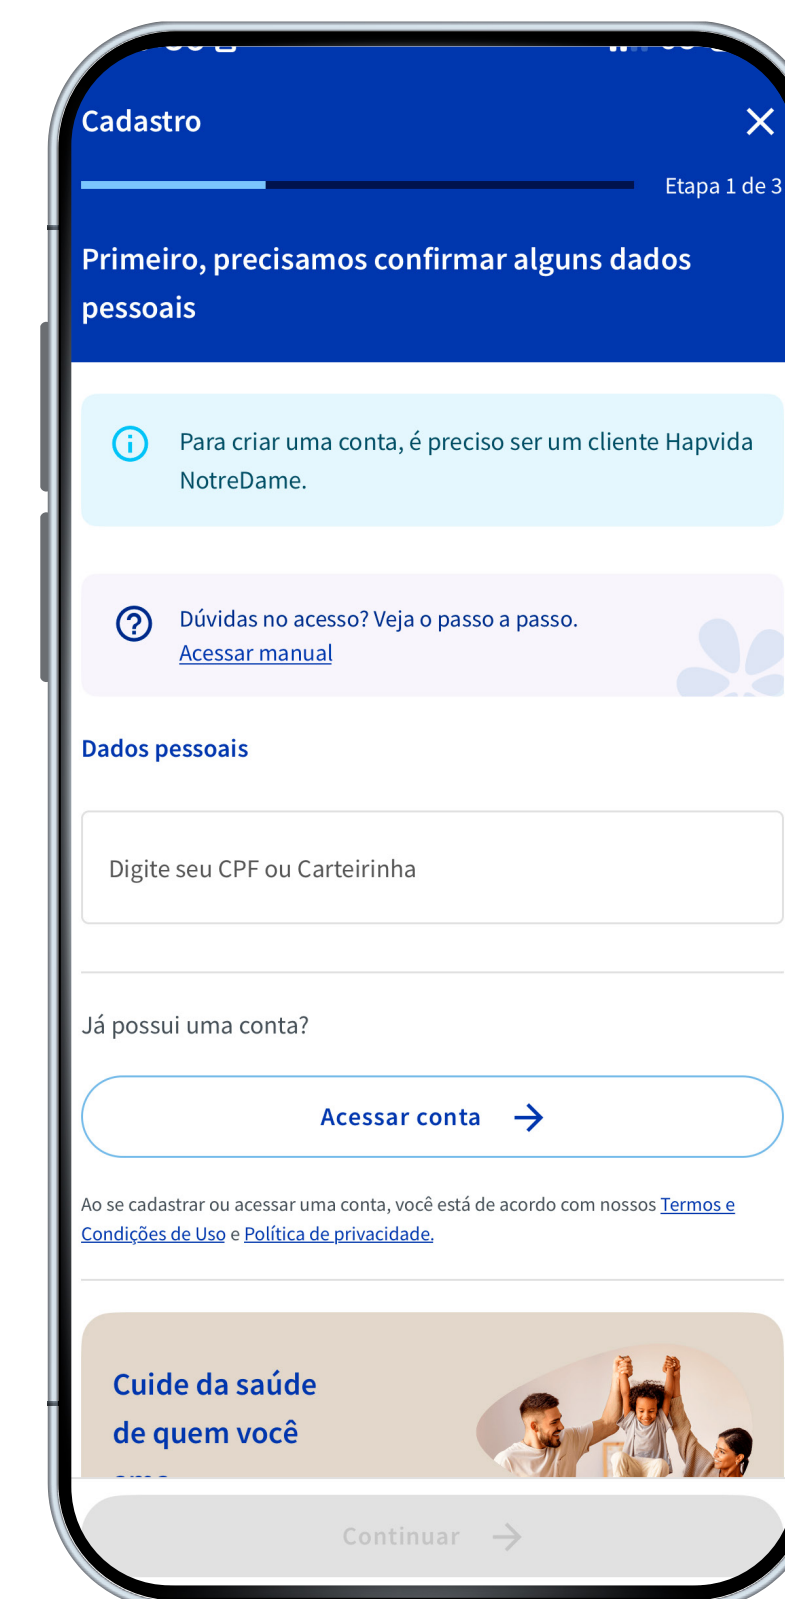 Cadastro
Etapa 1 de 3
Primeiro, precisamos confirmar alguns dados
pessoais
Para criar uma conta, é preciso ser um cliente Hapvida
NotreDame.
Dúvidas no acesso? Veja o passo a passo.
Acessar manual
Dados pessoais
Digite seu CPF ou Carteirinha
Já possui uma conta?
Acessar conta
Ao se cadastrar ou acessar uma conta, você está de acordo com nossos Termos e
Condições de Uso e Política de privacidade.
Cuide da saúde
de quem você
Continuar